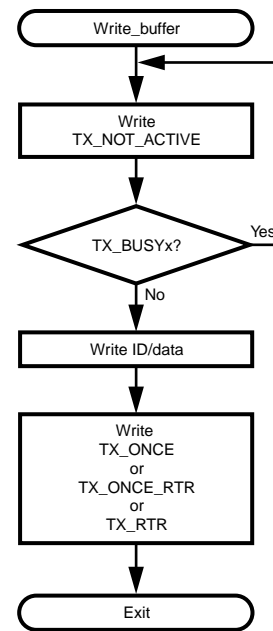 Write_buffer
Write
TX_NOT_ACTIVE
TX_BUSYx?
Yes
No
Write ID/data
Write
TX_ONCE
or
TX_ONCE_RTR
or
TX_RTR
Exit